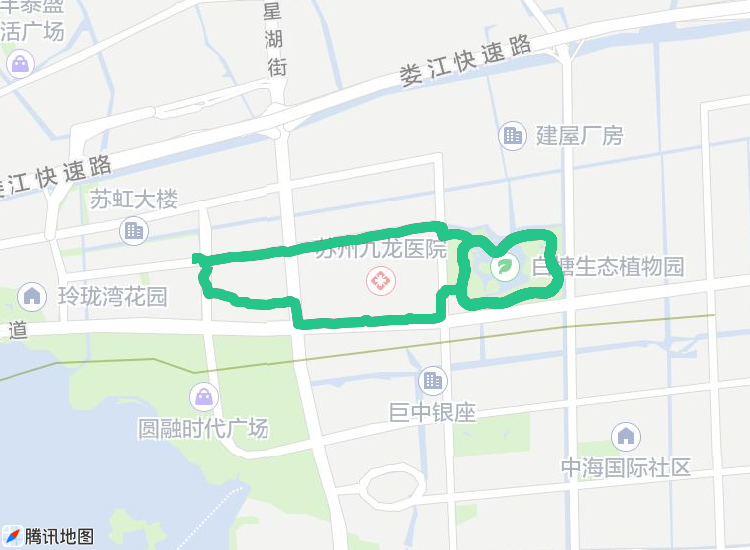 丰泰盛
活广场
星湖街
娄江快速路
建屋厂房
娄江快速路
苏虹大楼
苏州九龙医院
白塘生态植物园
玲珑湾花园
道
巨中银座
圆融时代广场
中海国际社区
腾讯地图